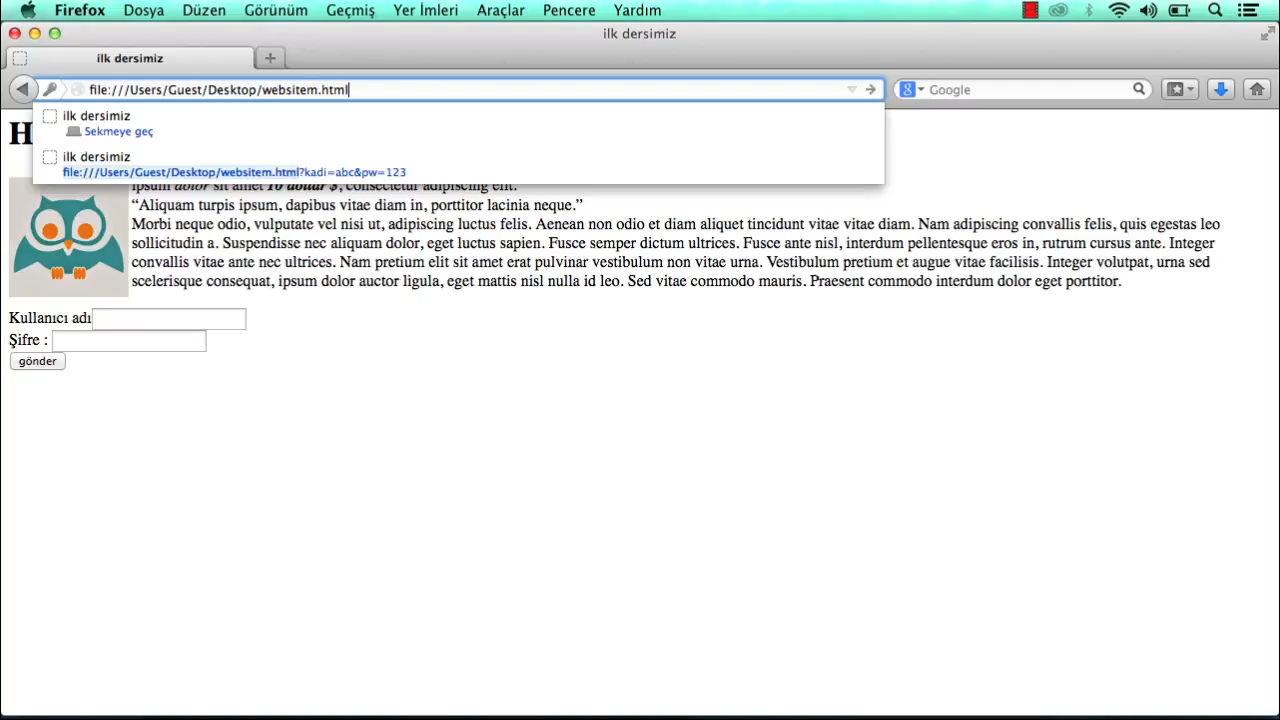 Firefox Dosya Düzen Görünüm Geçmiş Yer İmleri Araçlar Pencere Yardım
ilk dersimiz
ilk dersimiz
file:///Users/Guest/Desktop/websitem.html
Google
ilk dersimiz
Sekmeye geç
ilk dersimiz
file:///Users/Guest/Desktop/websitem.html?kadi=abc&pw=123
H
ipsum dolor sit amet 10 dollar $, consectetur adipiscing elit.
“Aliquam turpis ipsum, dapibus vitae diam in, porttitor lacinia neque.”
Morbi neque odio, vulputate vel nisi ut, adipiscing luctus felis. Aenean non odio et diam aliquet tincidunt vitae vitae diam. Nam adipiscing convallis felis, quis egestas leo
sollicitudin a. Suspendisse nec aliquam dolor, eget luctus sapien. Fusce semper dictum ultrices. Fusce ante nisl, interdum pellentesque eros in, rutrum cursus ante. Integer
convallis vitae ante nec ultrices. Nam pretium elit sit amet erat pulvinar vestibulum non vitae urna. Vestibulum pretium et augue vitae facilisis. Integer volutpat, urna sed
scelerisque consequat, ipsum dolor auctor ligula, eget mattis nisl nulla id leo. Sed vitae commodo mauris. Praesent commodo interdum dolor eget porttitor.
Kullanıcı adı
Şifre :
gönder